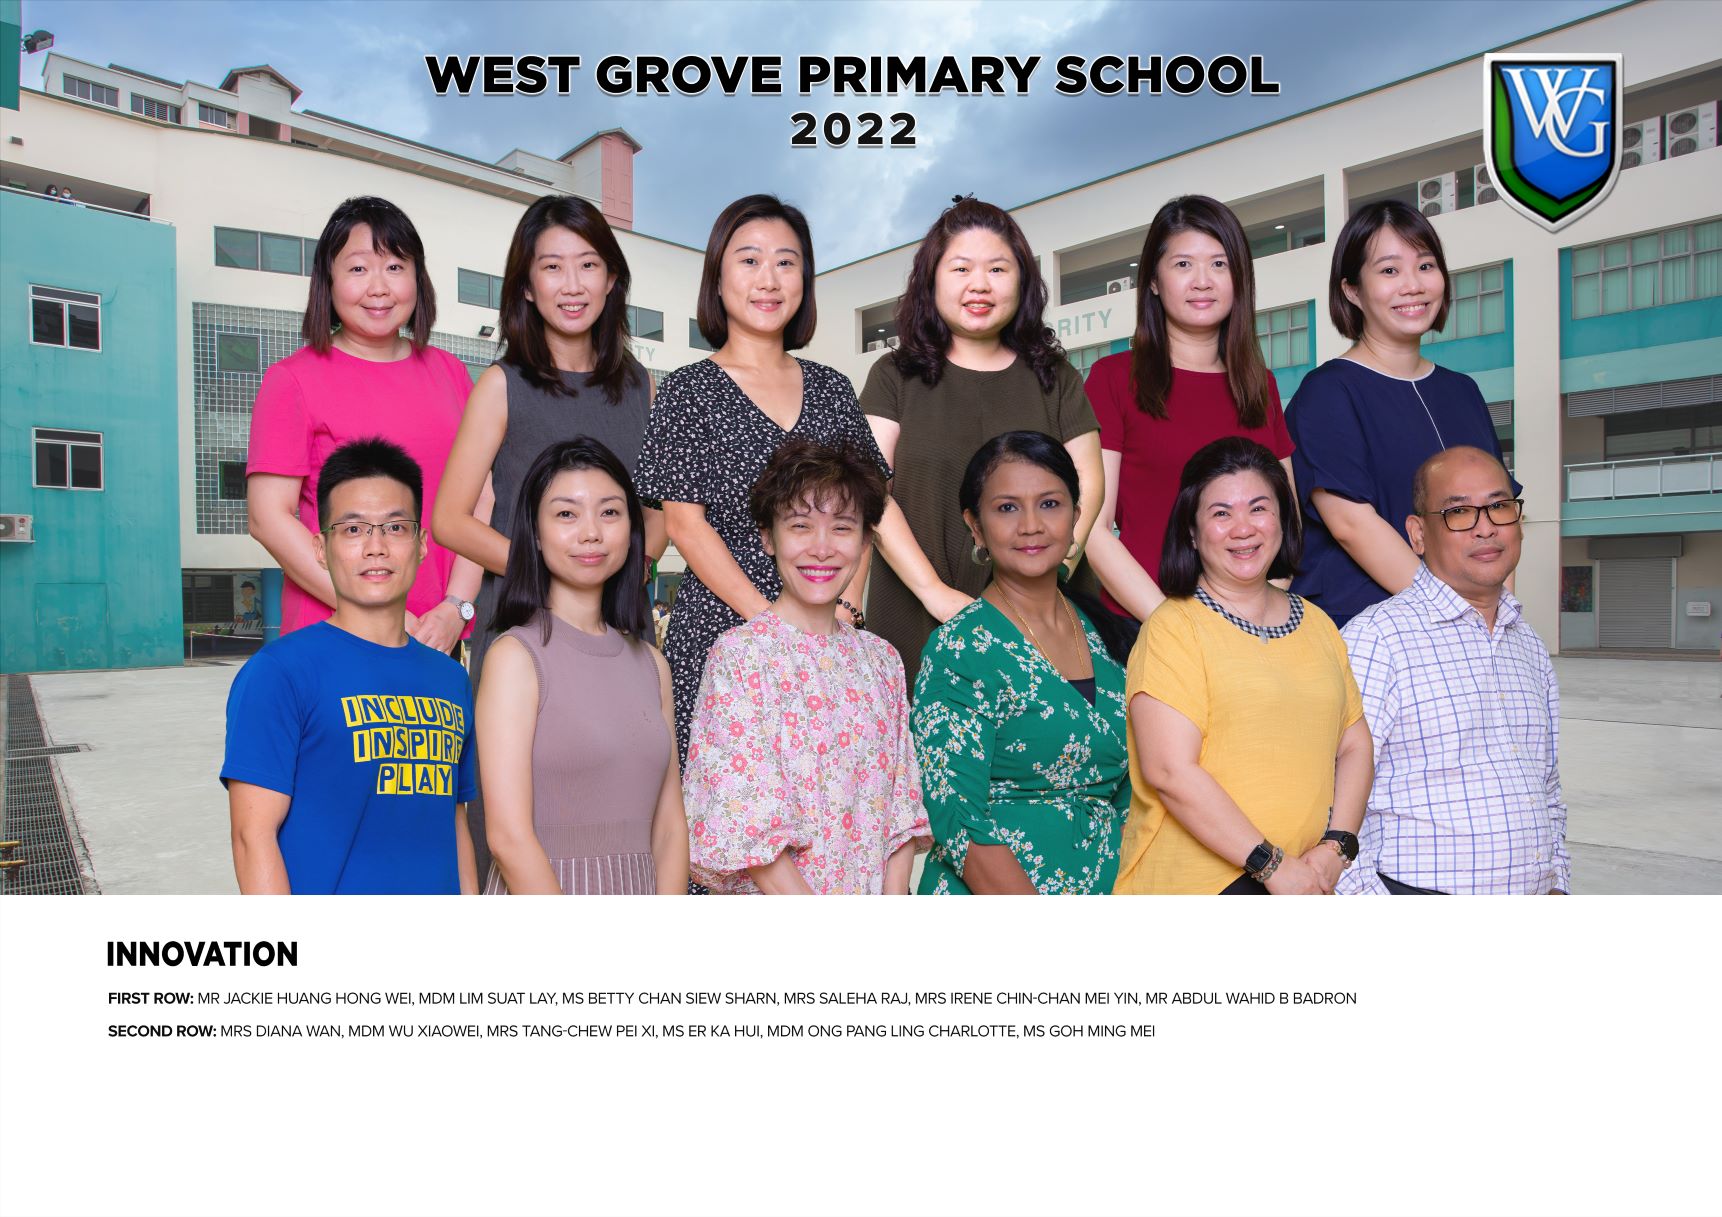 WEST GROVE PRIMARY SCHOOL
2022
WG
RITY
TY
INCLUDE
INSPIRE
PLAY
INNOVATION
FIRST ROW: MR JACKIE HUANG HONG WEI, MDM LIM SUAT LAY, MS BETTY CHAN SIEW SHARN, MRS SALEHA RAJ, MRS IRENE CHIN-CHAN MEI YIN, MR ABDUL WAHID B BADRON
SECOND ROW: MRS DIANA WAN, MDM WU XIAOWEI, MRS TANG-CHEW PEI XI, MS ER KA HUI, MDM ONG PANG LING CHARLOTTE, MS GOH MING MEI